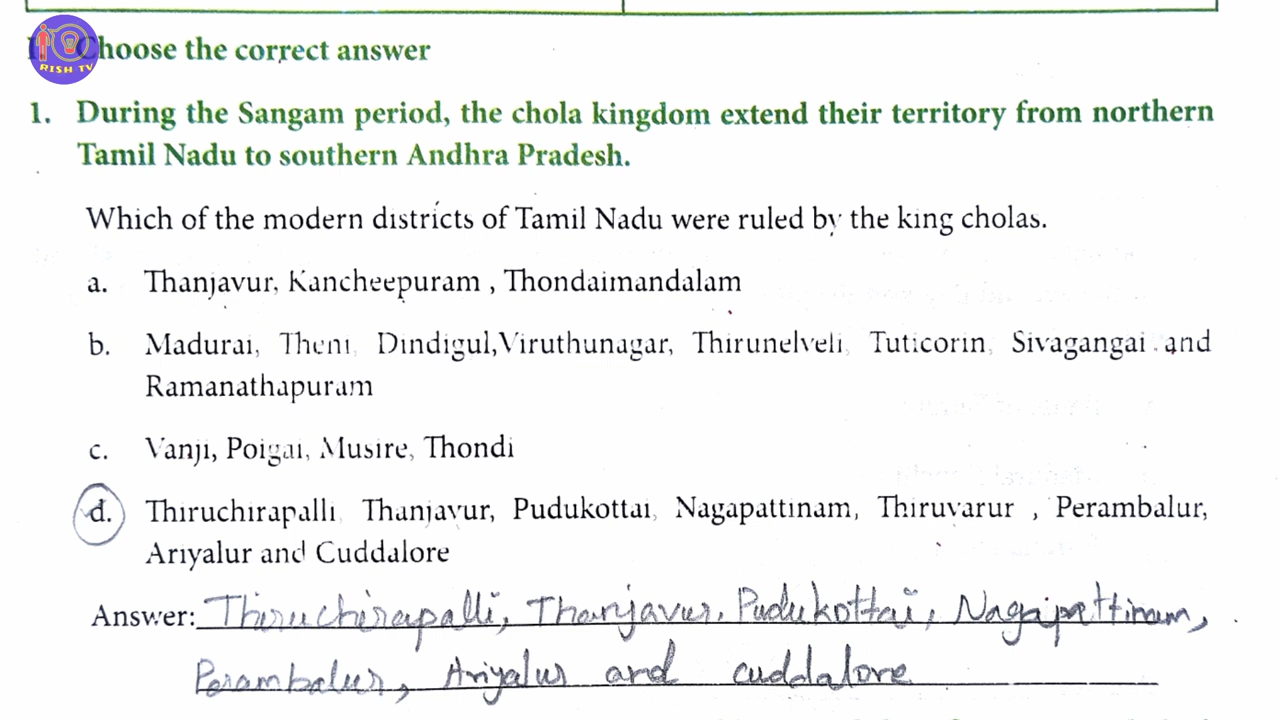 RISH TV
Choose the correct answer
1. During the Sangam period, the chola kingdom extend their territory from northern
Tamil Nadu to southern Andhra Pradesh.
Which of the modern districts of Tamil Nadu were ruled by the king cholas.
a. Thanjavur, Kancheepuram , Thondaimandalam
b. Madurai, Theni, Dindigul,Viruthunagar, Thirunelveli, Tuticorin, Sivagangai and
Ramanathapuram
c. Vanji, Poigai, Musire, Thondi
d. Thiruchirapalli, Thanjavur, Pudukottai, Nagapattinam, Thiruvarur , Perambalur,
Ariyalur and Cuddalore
Answer: Thiruchirapalli, Thanjavur, Pudukottai, Nagapattinam,
Perambalur, Ariyalur and cuddalore